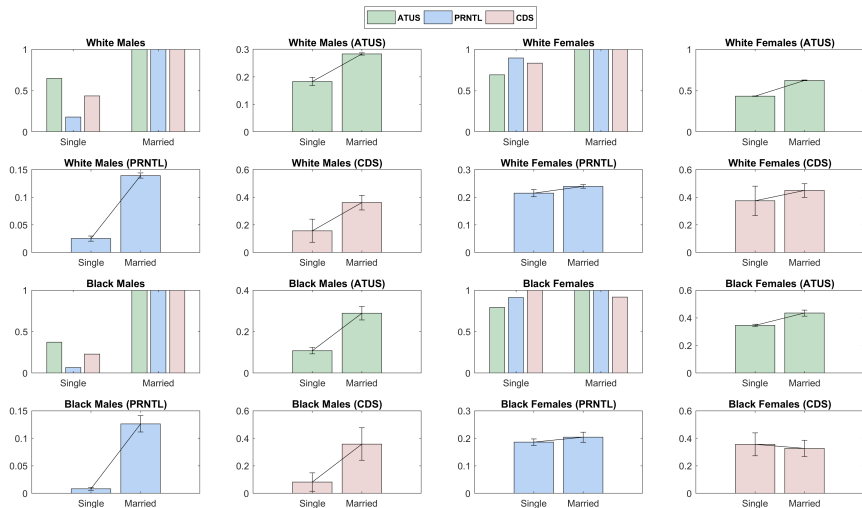 ATUS PRNTL CDS
White Males
1
0.5
0
Single Married
White Males (ATUS)
0.3
0.2
0.1
0
Single Married
White Females
1
0.5
0
Single Married
White Females (ATUS)
1
0.5
0
Single Married
White Males (PRNTL)
0.15
0.1
0.05
0
Single Married
White Males (CDS)
0.6
0.4
0.2
0
Single Married
White Females (PRNTL)
0.3
0.2
0.1
0
Single Married
White Females (CDS)
0.6
0.4
0.2
0
Single Married
Black Males
1
0.5
0
Single Married
Black Males (ATUS)
0.4
0.2
0
Single Married
Black Females
1
0.5
0
Single Married
Black Females (ATUS)
0.6
0.4
0.2
0
Single Married
Black Males (PRNTL)
0.15
0.1
0.05
0
Single Married
Black Males (CDS)
0.6
0.4
0.2
0
Single Married
Black Females (PRNTL)
0.3
0.2
0.1
0
Single Married
Black Females (CDS)
0.6
0.4
0.2
0
Single Married